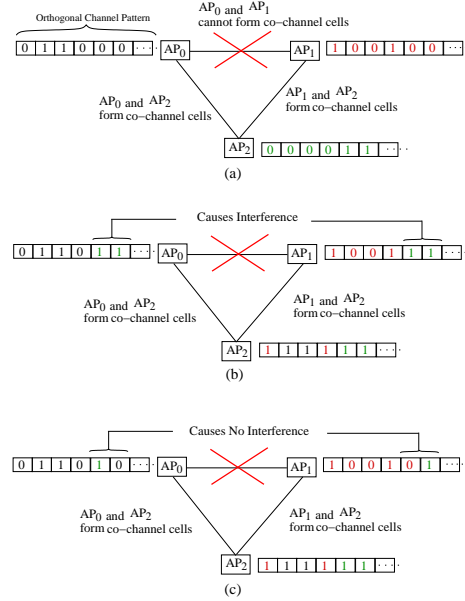 AP0 and AP1
cannot form co-channel cells
Orthogonal Channel Pattern
0 1 1 0 0 0 ···· AP0 AP1 1 0 0 1 0 0 ····
AP0 and AP2
form co-channel cells
AP1 and AP2
form co-channel cells
AP2 0 0 0 0 1 1 ····
(a)
Causes Interference
0 1 1 0 1 1 ···· AP0 AP1 1 0 0 1 1 1 ····
AP0 and AP2
form co-channel cells
AP1 and AP2
form co-channel cells
AP2 1 1 1 1 1 1 ····
(b)
Causes No Interference
0 1 1 0 1 0 ···· AP0 AP1 1 0 0 1 0 1 ····
AP0 and AP2
form co-channel cells
AP1 and AP2
form co-channel cells
AP2 1 1 1 1 1 1 ····
(c)